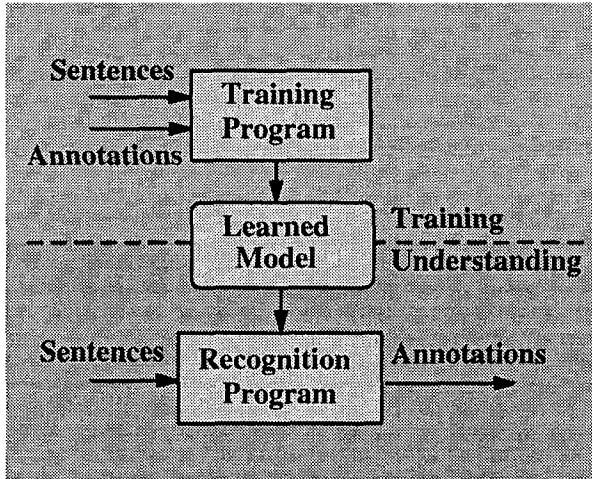 Sentences
Training
Program
Annotations
Learned
Model
Training
Understanding
Sentences
Recognition
Program
Annotations